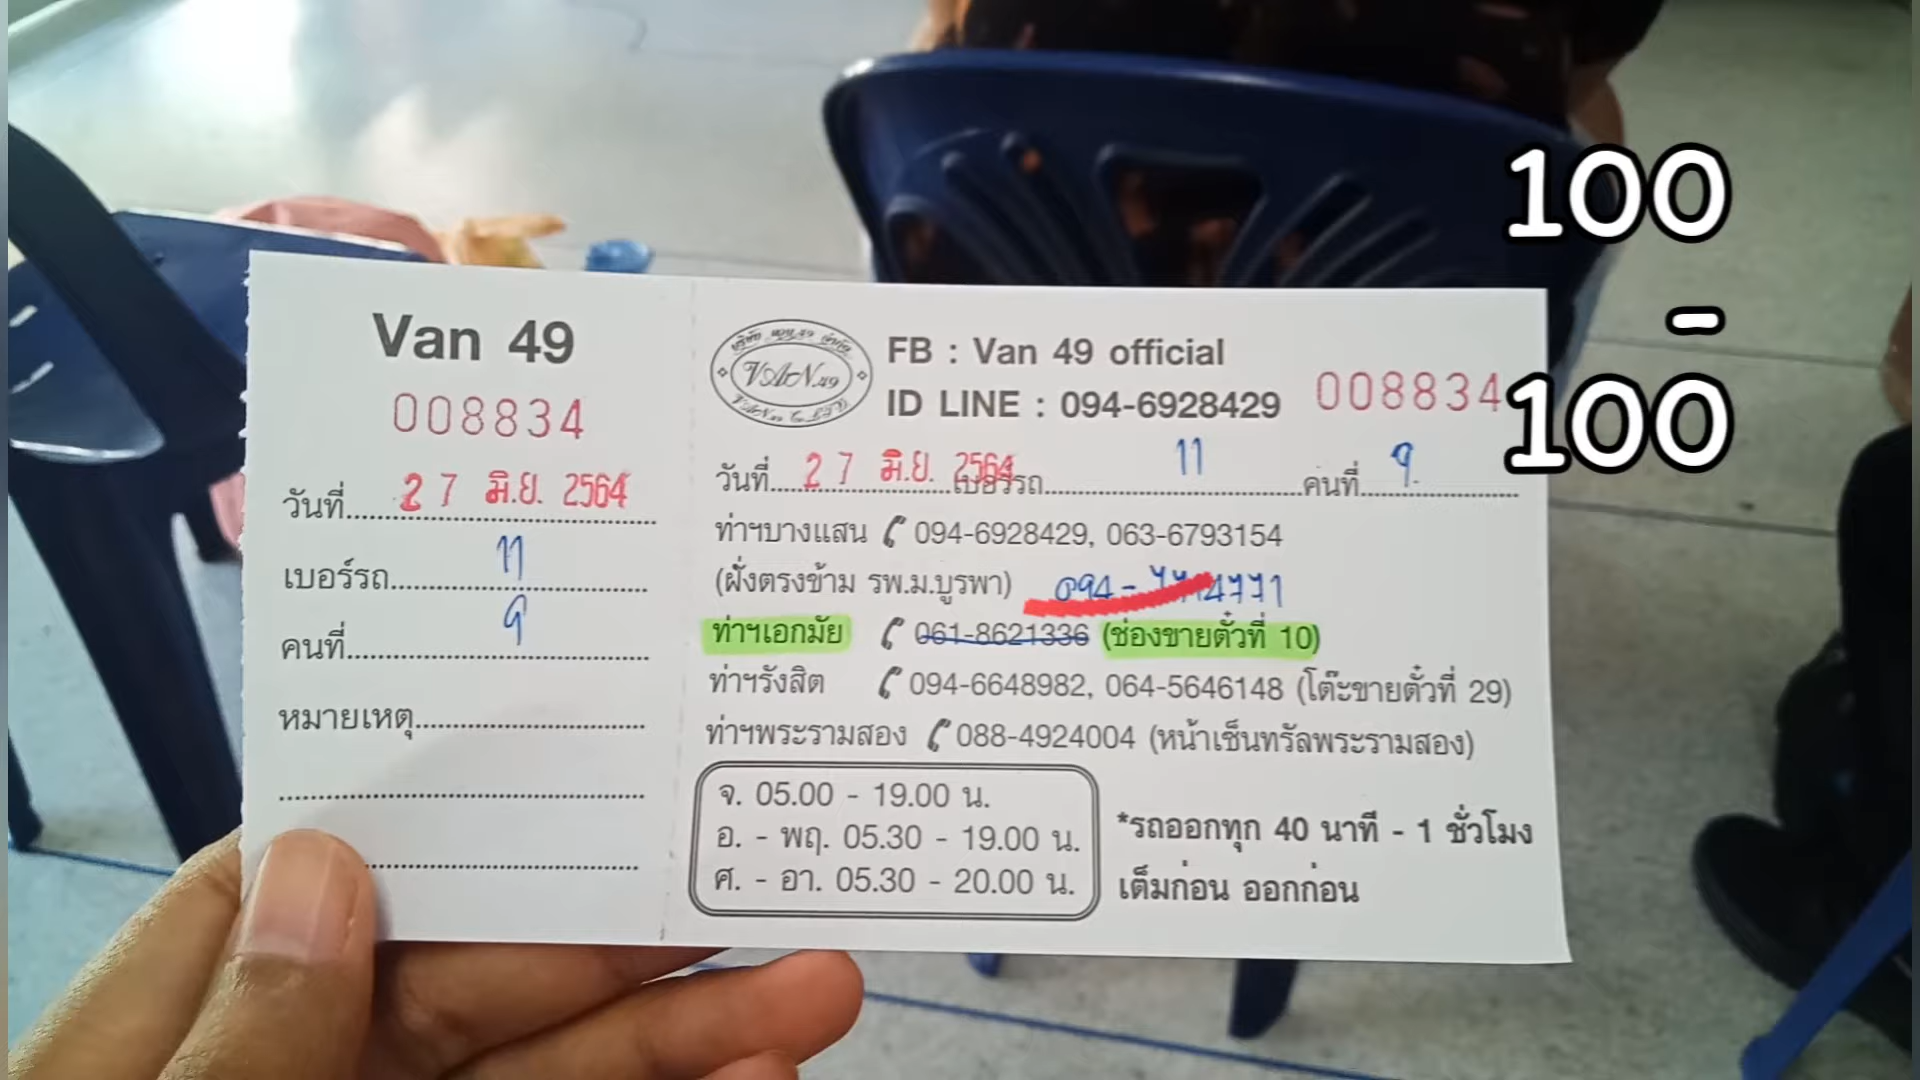 Van 49
008834
วันที่ 27 มิ.ย. 2564
เบอร์รถ 11
คนที่ 9
หมายเหตุ
VAN.49
FB : Van 49 official
ID LINE : 094-6928429
008834
วันที่ 27 มิ.ย. 2564 เบอร์รถ 11 คนที่ 9
ท่าฯบางแสน 094-6928429, 063-6793154
(ฝั่งตรงข้าม รพ.ม.บูรพา)
ท่าฯเอกมัย 061-8621336 (ช่องขายตั๋วที่ 10)
ท่าฯรังสิต 094-6648982, 064-5646148 (โต๊ะขายตั๋วที่ 29)
ท่าฯพระรามสอง 088-4924004 (หน้าเซ็นทรัลพระรามสอง)
จ. 05.00 - 19.00 น.
อ. - พฤ. 05.30 - 19.00 น.
ศ. - อา. 05.30 - 20.00 น.
*รถออกทุก 40 นาที - 1 ชั่วโมง
เต็มก่อน ออกก่อน
100
-
100